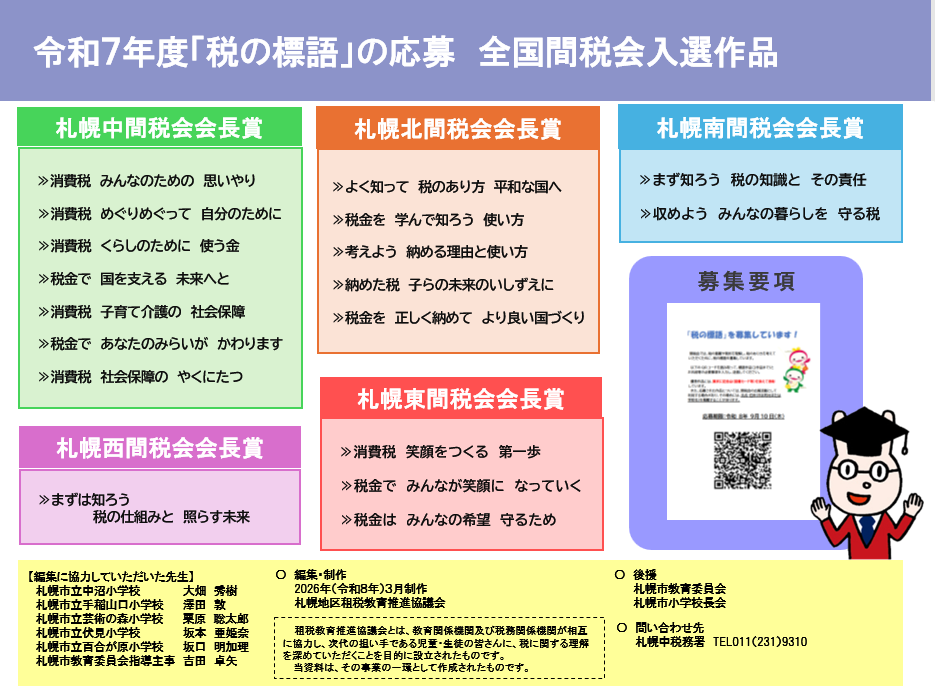 令和7年度「税の標語」の応募　全国間税会入選作品
札幌中間税会会長賞
≫消費税　みんなのための　思いやり
≫消費税　めぐりめぐって　自分のために
≫消費税　くらしのために　使う金
≫税金で　国を支える　未来へと
≫消費税　子育て介護の　社会保障
≫税金で　あなたのみらいが　かわります
≫消費税　社会保障の　やくにたつ
札幌北間税会会長賞
≫よく知って　税のあり方　平和な国へ
≫税金を　学んで知ろう　使い方
≫考えよう　納める理由と使い方
≫納めた税　子らの未来のいしずえに
≫税金を　正しく納めて　より良い国づくり
札幌南間税会会長賞
≫まず知ろう　税の知識と　その責任
≫収めよう　みんなの暮らしを　守る税
札幌西間税会会長賞
≫まずは知ろう
税の仕組みと　照らす未来
札幌東間税会会長賞
≫消費税　笑顔をつくる　第一歩
≫税金で　みんなが笑顔に　なっていく
≫税金は　みんなの希望　守るため
募集要項
「税の標語」を募集しています！
応募期間：令和 8年 9月10日(木)
【編集に協力していただいた先生】
札幌市立中沼小学校　大畑　秀樹
札幌市立手稲山口小学校　澤田　敦
札幌市立芸術の森小学校　栗原　聡太郎
札幌市立伏見小学校　坂本　亜姫奈
札幌市立百合が原小学校　坂口　明加理
札幌市教育委員会指導主事　吉田　卓矢
〇　編集・制作
2026年(令和8年)3月制作
札幌地区租税教育推進協議会
租税教育推進協議会とは、教育関係機関及び税務関係機関が相互
に協力し、次代の担い手である児童・生徒の皆さんに、税に関する理解
を深めていただくことを目的に設立されたものです。
当資料は、その事業の一環として作成されたものです。
〇　後援
札幌市教育委員会
札幌市小学校長会
〇　問い合わせ先
札幌中税務署　TEL011(231)9310